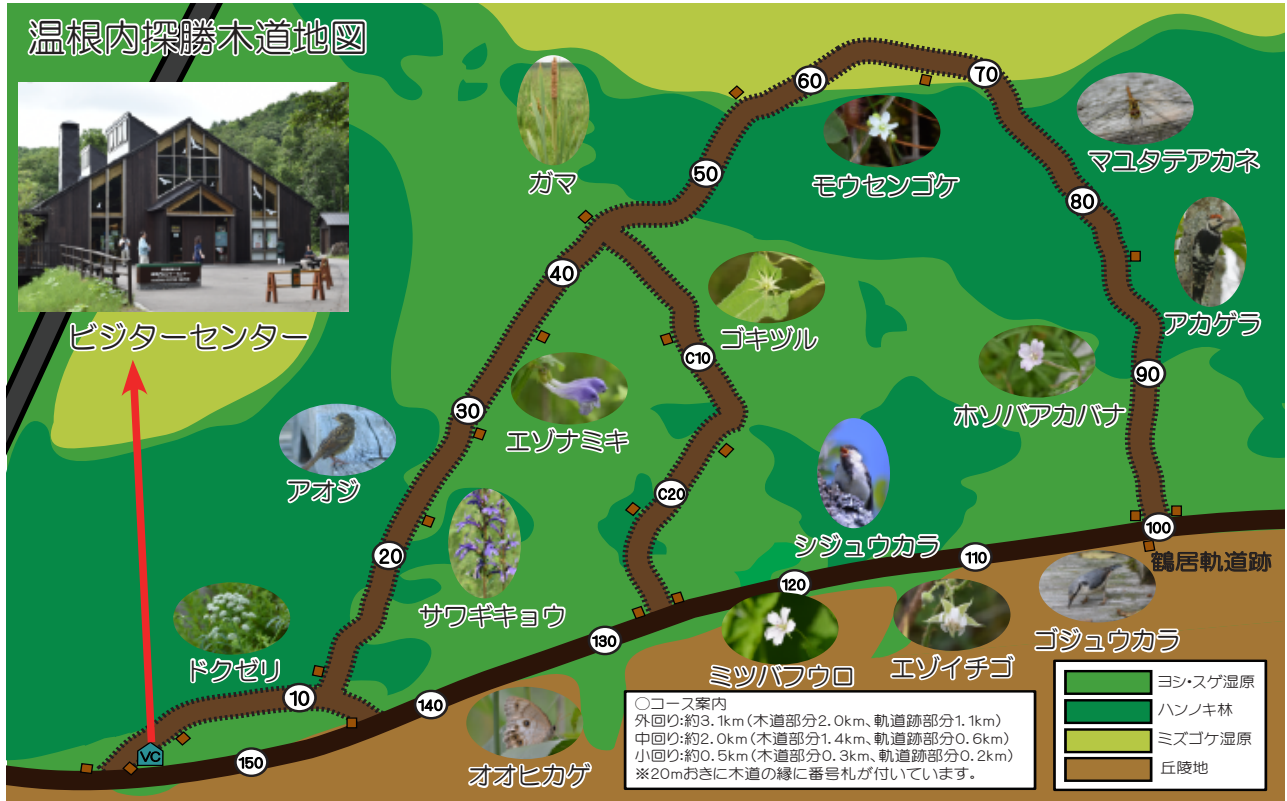 温根内探勝木道地図
ビジターセンター
ガマ
モウセンゴケ
マユタテアカネ
アカゲラ
ゴキヅル
ホソバアカバナ
エゾナミキ
アオジ
シジュウカラ
サワギキョウ
ドクゼリ
ミツバフウロ
エゾイチゴ
ゴジュウカラ
オオヒカゲ
鶴居軌道跡
VC
10
20
30
40
50
60
70
80
90
100
110
120
130
140
150
C10
C20
○コース案内
外回り:約3.1km(木道部分2.0km、軌道跡部分1.1km)
中回り:約2.0km(木道部分1.4km、軌道跡部分0.6km)
小回り:約0.5km(木道部分0.3km、軌道跡部分0.2km)
※20mおきに木道の縁に番号札が付いています。
ヨシ・スゲ湿原
ハンノキ林
ミズゴケ湿原
丘陵地